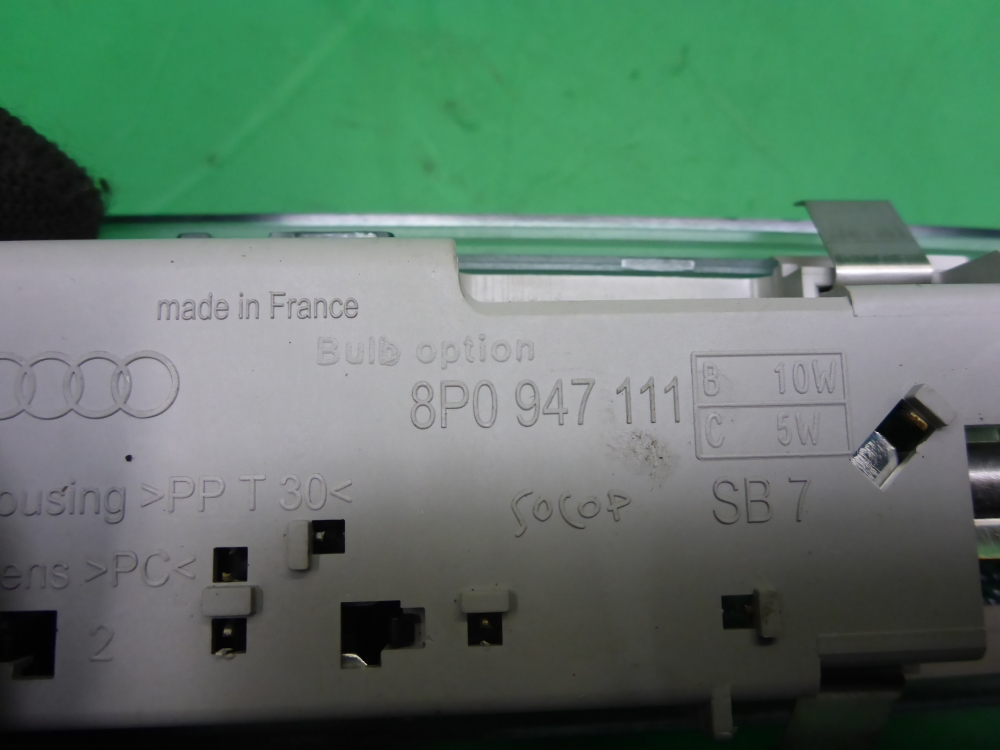 made in France
Bulb option
8P0 947 111
B 10W
C 5W
ousing >PP T 30<
SOCOP
SB 7
ens >PC<
2